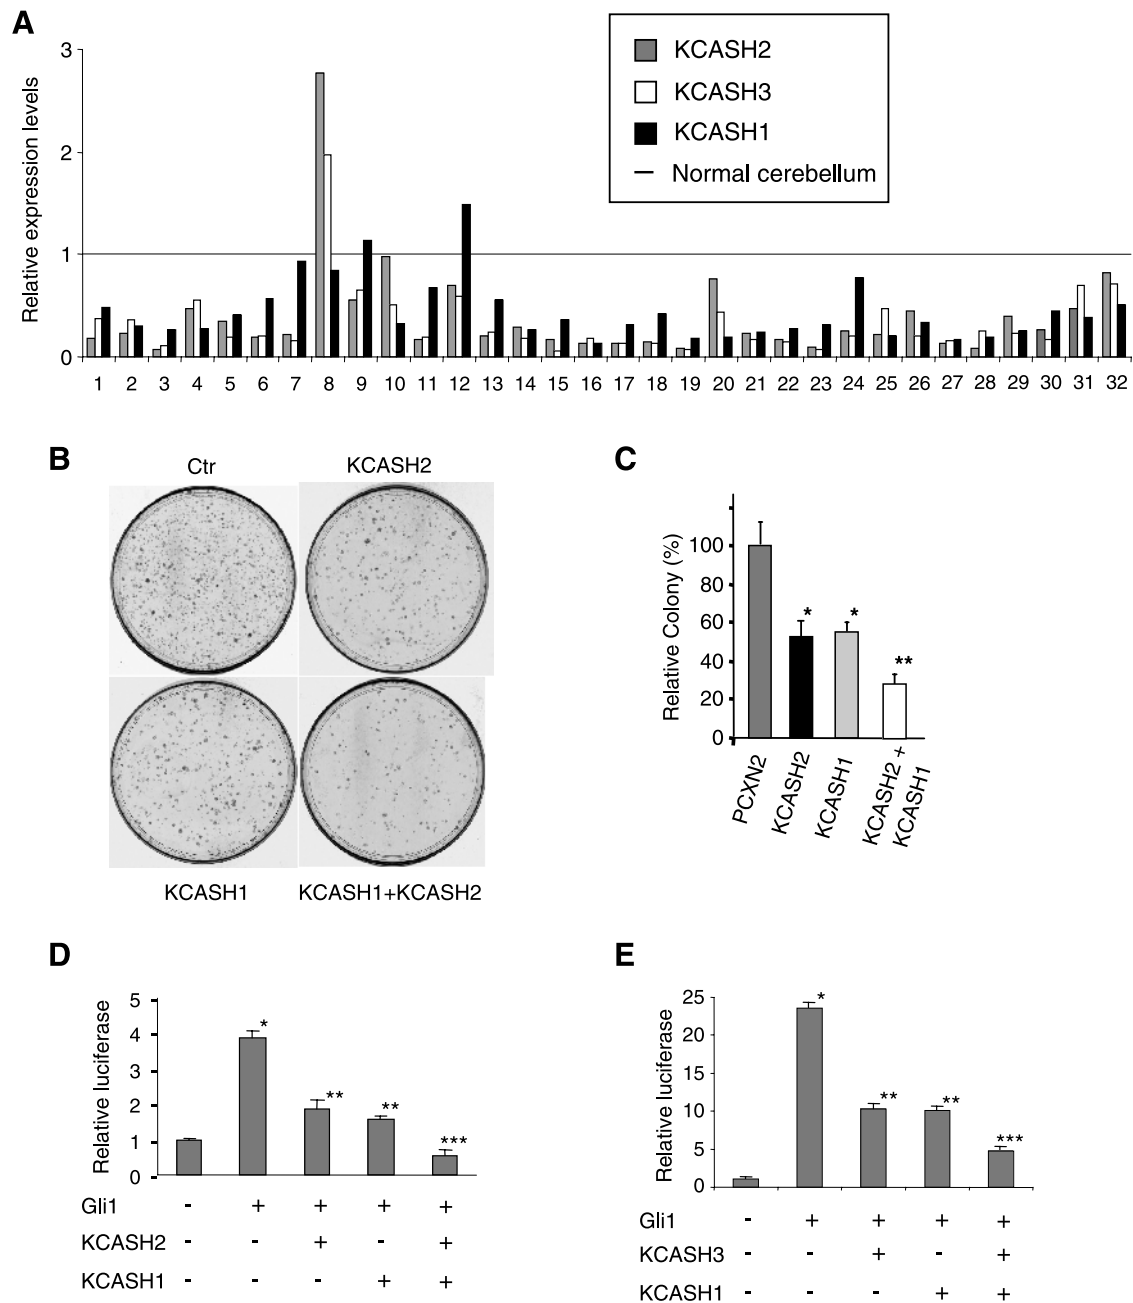 A
3
2
1
0
Relative expression levels
KCASH2
KCASH3
KCASH1
Normal cerebellum
1 2 3 4 5 6 7 8 9 10 11 12 13 14 15 16 17 18 19 20 21 22 23 24 25 26 27 28 29 30 31 32
B
Ctr KCASH2
KCASH1 KCASH1+KCASH2
C
Relative Colony (%)
100
80
60
40
20
0
* * **
PCXN2
KCASH2
KCASH1
KCASH2 +
KCASH1
D
Relative luciferase
5
4
3
2
1
0
* ** ** ***
Gli1 - + + + +
KCASH2 - - + - +
KCASH1 - - - + +
E
Relative luciferase
25
20
15
10
5
0
* ** ** ***
Gli1 - + + + +
KCASH3 - - + - +
KCASH1 - - - + +